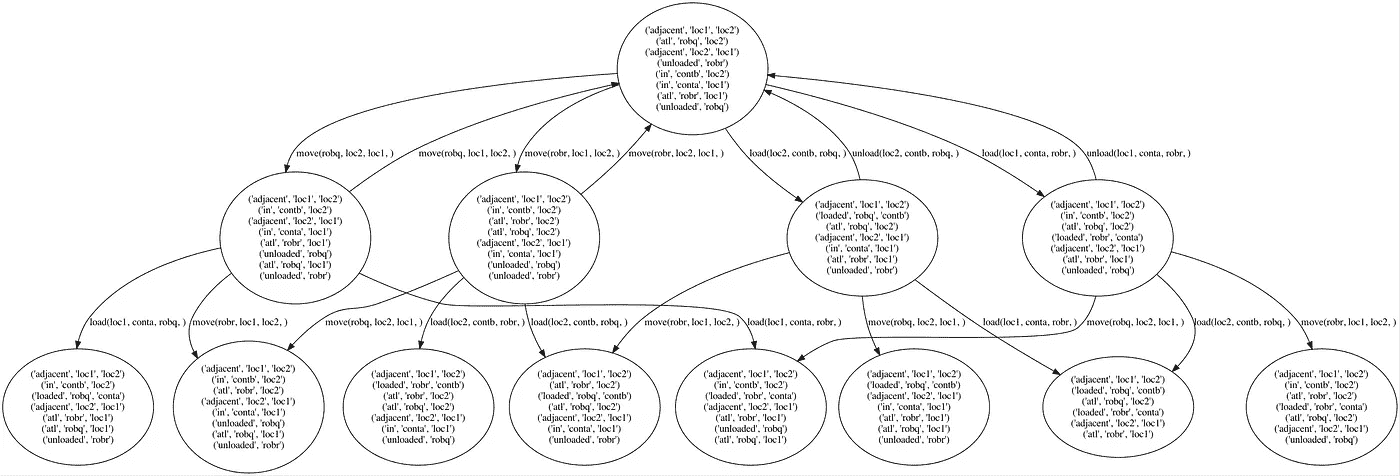 ('adjacent', 'loc1', 'loc2')
('atl', 'robq', 'loc2')
('adjacent', 'loc2', 'loc1')
('unloaded', 'robr')
('in', 'contb', 'loc2')
('in', 'conta', 'loc1')
('atl', 'robr', 'loc1')
('unloaded', 'robq')
move(robq, loc2, loc1, )
move(robq, loc1, loc2, )
move(robr, loc1, loc2, )
move(robr, loc2, loc1, )
load(loc2, contb, robq, )
unload(loc2, contb, robq, )
load(loc1, conta, robr, )
unload(loc1, conta, robr, )
('adjacent', 'loc1', 'loc2')
('in', 'contb', 'loc2')
('adjacent', 'loc2', 'loc1')
('in', 'conta', 'loc1')
('atl', 'robr', 'loc1')
('unloaded', 'robq')
('atl', 'robq', 'loc1')
('unloaded', 'robr')
('adjacent', 'loc1', 'loc2')
('in', 'contb', 'loc2')
('atl', 'robr', 'loc2')
('atl', 'robq', 'loc2')
('adjacent', 'loc2', 'loc1')
('in', 'conta', 'loc1')
('unloaded', 'robq')
('unloaded', 'robr')
('adjacent', 'loc1', 'loc2')
('loaded', 'robq', 'contb')
('atl', 'robq', 'loc2')
('adjacent', 'loc2', 'loc1')
('in', 'conta', 'loc1')
('atl', 'robr', 'loc1')
('unloaded', 'robr')
('adjacent', 'loc1', 'loc2')
('in', 'contb', 'loc2')
('atl', 'robq', 'loc2')
('loaded', 'robr', 'conta')
('adjacent', 'loc2', 'loc1')
('atl', 'robr', 'loc1')
('unloaded', 'robq')
load(loc1, conta, robq, )
move(robr, loc1, loc2, )
move(robq, loc2, loc1, )
load(loc2, contb, robr, )
load(loc2, contb, robq, )
move(robr, loc1, loc2, )
load(loc1, conta, robr, )
move(robq, loc2, loc1, )
load(loc1, conta, robr, )
move(robq, loc2, loc1, )
load(loc2, contb, robq, )
move(robr, loc1, loc2, )
('adjacent', 'loc1', 'loc2')
('in', 'contb', 'loc2')
('loaded', 'robq', 'conta')
('adjacent', 'loc2', 'loc1')
('atl', 'robr', 'loc1')
('atl', 'robq', 'loc1')
('unloaded', 'robr')
('adjacent', 'loc1', 'loc2')
('in', 'contb', 'loc2')
('atl', 'robr', 'loc2')
('adjacent', 'loc2', 'loc1')
('in', 'conta', 'loc1')
('unloaded', 'robq')
('atl', 'robq', 'loc1')
('unloaded', 'robr')
('adjacent', 'loc1', 'loc2')
('loaded', 'robr', 'contb')
('atl', 'robr', 'loc2')
('atl', 'robq', 'loc2')
('adjacent', 'loc2', 'loc1')
('in', 'conta', 'loc1')
('unloaded', 'robq')
('adjacent', 'loc1', 'loc2')
('atl', 'robr', 'loc2')
('loaded', 'robq', 'contb')
('atl', 'robq', 'loc2')
('adjacent', 'loc2', 'loc1')
('in', 'conta', 'loc1')
('unloaded', 'robr')
('adjacent', 'loc1', 'loc2')
('in', 'contb', 'loc2')
('loaded', 'robr', 'conta')
('adjacent', 'loc2', 'loc1')
('atl', 'robr', 'loc1')
('unloaded', 'robq')
('atl', 'robq', 'loc1')
('adjacent', 'loc1', 'loc2')
('loaded', 'robq', 'contb')
('adjacent', 'loc2', 'loc1')
('in', 'conta', 'loc1')
('atl', 'robr', 'loc1')
('atl', 'robq', 'loc1')
('unloaded', 'robr')
('adjacent', 'loc1', 'loc2')
('loaded', 'robq', 'contb')
('atl', 'robq', 'loc2')
('loaded', 'robr', 'conta')
('adjacent', 'loc2', 'loc1')
('atl', 'robr', 'loc1')
('adjacent', 'loc1', 'loc2')
('in', 'contb', 'loc2')
('atl', 'robr', 'loc2')
('loaded', 'robr', 'conta')
('atl', 'robq', 'loc2')
('adjacent', 'loc2', 'loc1')
('unloaded', 'robq')